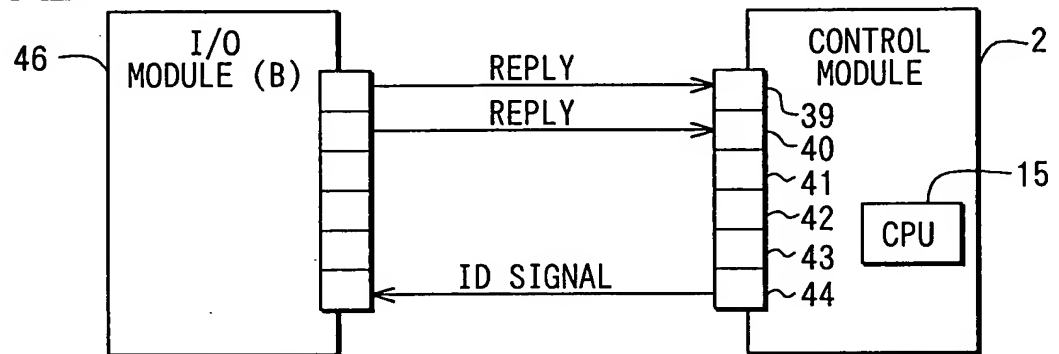 46
I/O
MODULE (B)
REPLY
REPLY
ID SIGNAL
CONTROL
MODULE
2
39
40
41
42
43
44
15
CPU